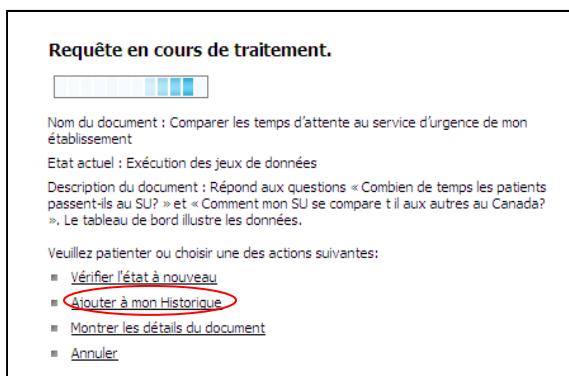 Requête en cours de traitement.
Nom du document : Comparer les temps d'attente au service d'urgence de mon
établissement
Etat actuel : Exécution des jeux de données
Description du document : Répond aux questions « Combien de temps les patients
passent-ils au SU? » et « Comment mon SU se compare t il aux autres au Canada?
». Le tableau de bord illustre les données.
Veuillez patienter ou choisir une des actions suivantes:
Vérifier l'état à nouveau
Ajouter à mon Historique
Montrer les détails du document
Annuler